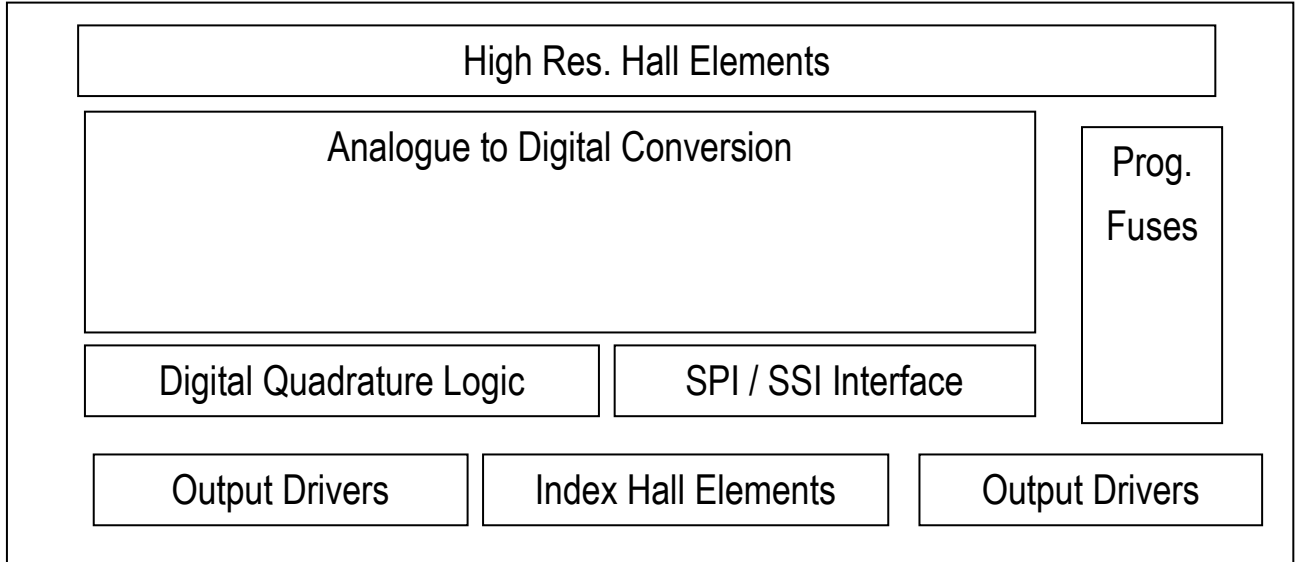 High Res. Hall Elements
Analogue to Digital Conversion
Prog.
Fuses
Digital Quadrature Logic
SPI / SSI Interface
Output Drivers
Index Hall Elements
Output Drivers